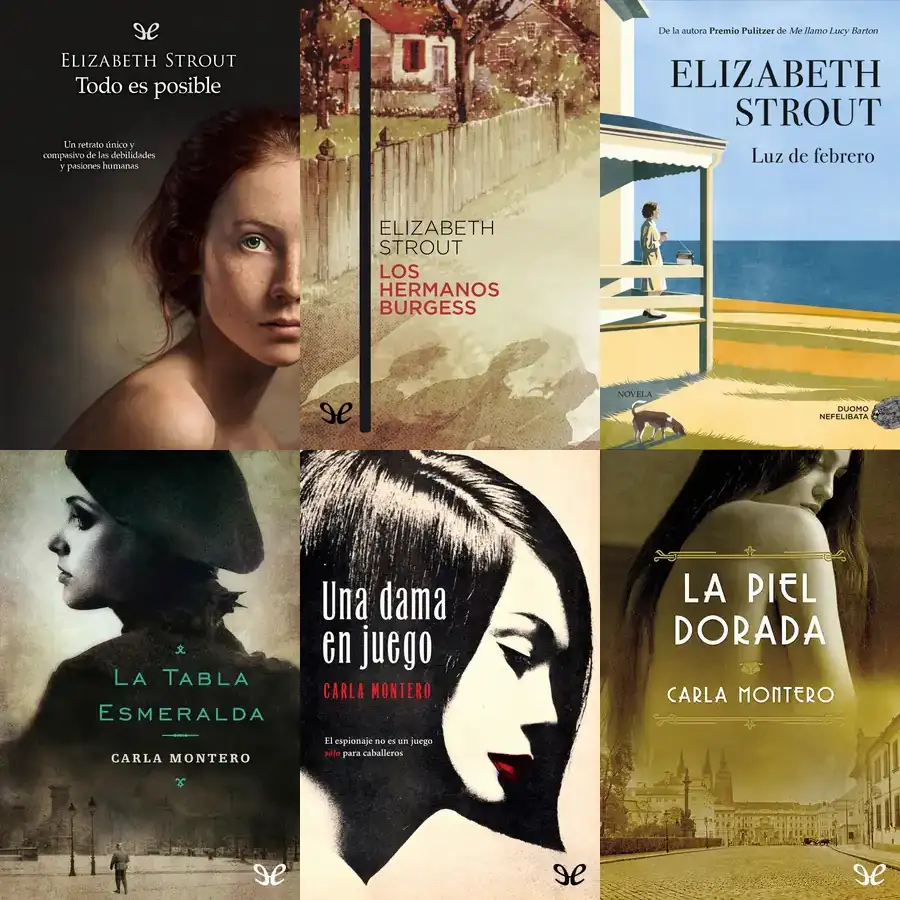 ELIZABETH STROUT
Todo es posible
Un retrato único y
compasivo de las debilidades
y pasiones humanas
ELIZABETH
STROUT
LOS
HERMANOS
BURGESS
De la autora Premio Pulitzer de Me llamo Lucy Barton
ELIZABETH
STROUT
Luz de febrero
NOVELA
DUOMO
NEFELIBATA
LA TABLA
ESMERALDA
CARLA MONTERO
Una dama
en juego
CARLA MONTERO
El espionaje no es un juego
sólo para caballeros
LA PIEL
DORADA
CARLA MONTERO